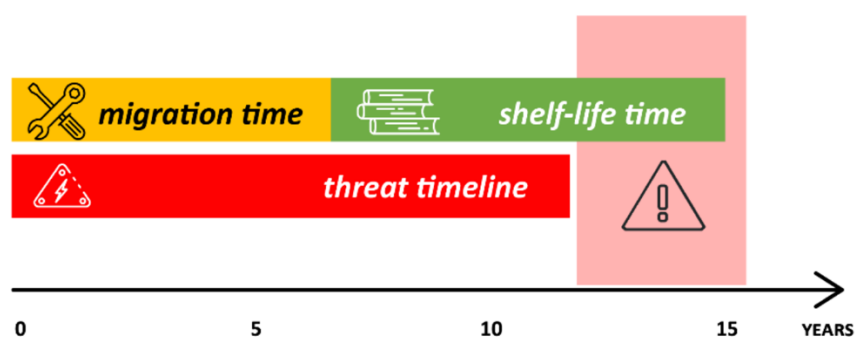 migration time
shelf-life time
threat timeline
0
5
10
15
YEARS